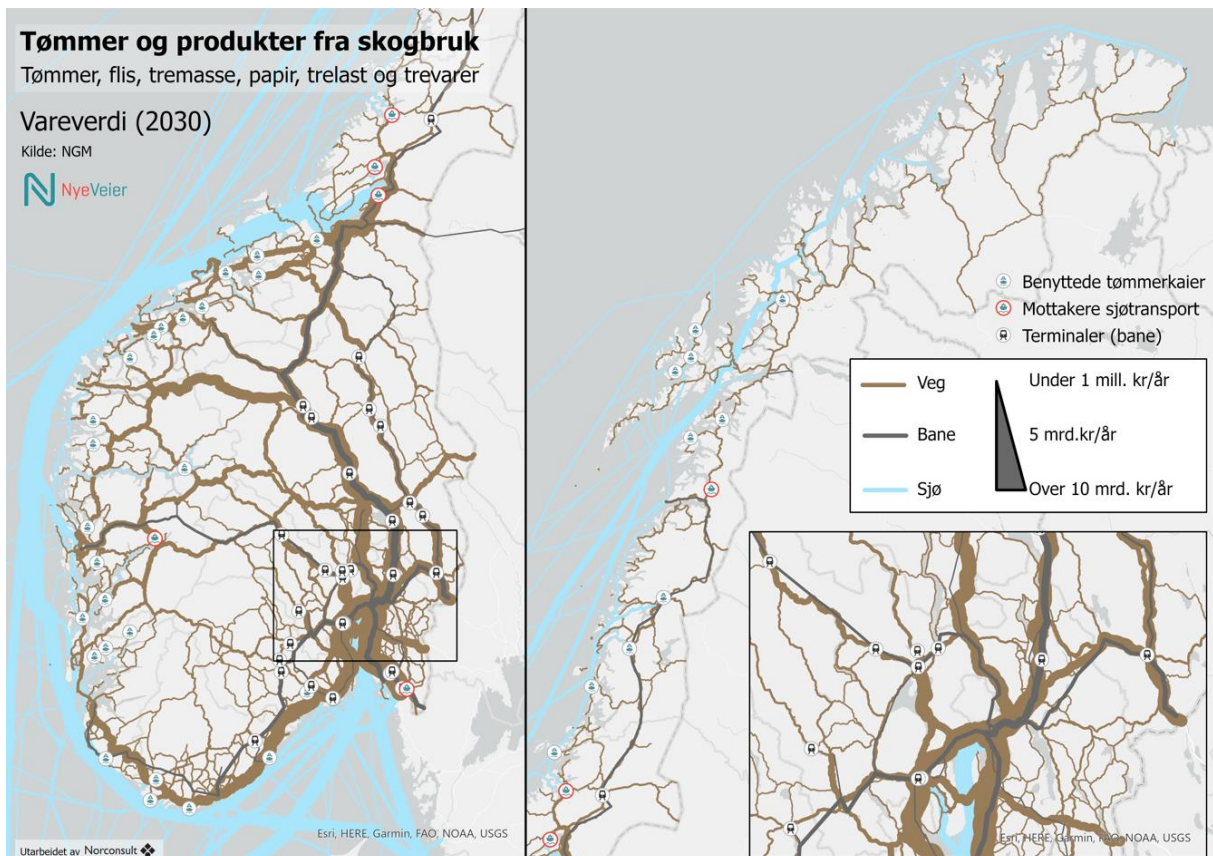 Tømmer og produkter fra skogbruk
Tømmer, flis, tremasse, papir, trelast og trevarer
Vareverdi (2030)
Kilde: NGM
NyeVeier
Benyttede tømmerkaier
Mottakere sjøtransport
Terminaler (bane)
Veg
Bane
Sjø
Under 1 mill. kr/år
5 mrd.kr/år
Over 10 mrd. kr/år
Esri, HERE, Garmin, FAO, NOAA, USGS
Esri, HERE, Garmin, FAO, NOAA, USGS
Utarbeidet av Norconsult